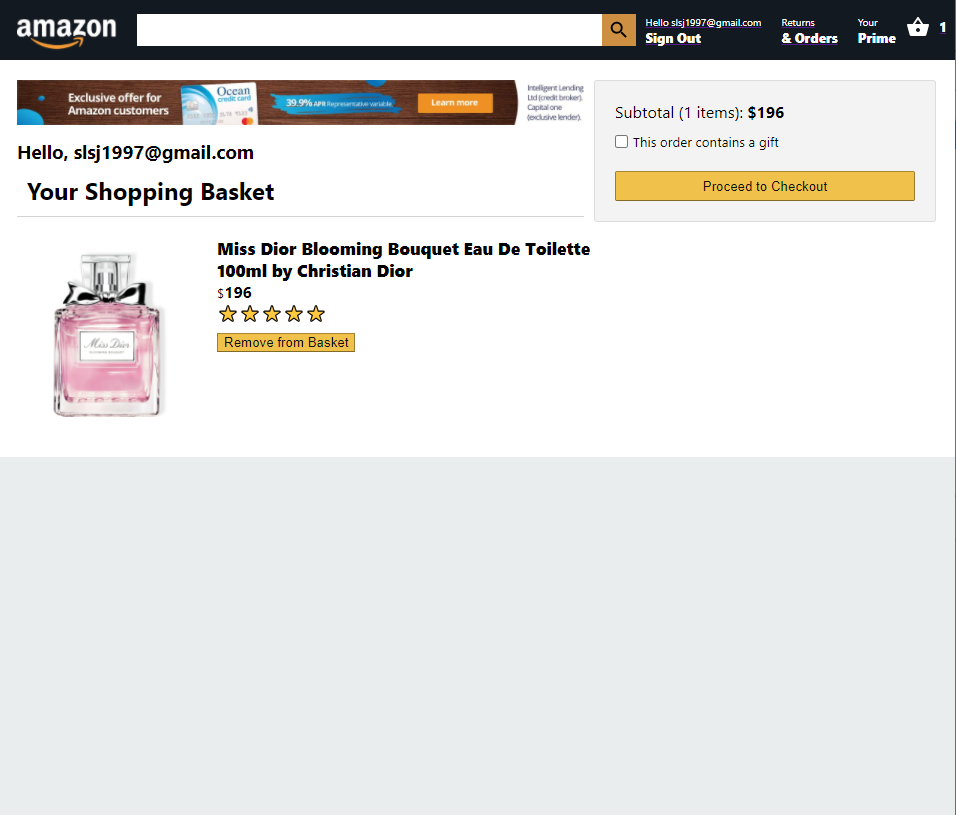 amazon
Hello slsj1997@gmail.com
Sign Out
Returns
& Orders
Your
Prime
1
Exclusive offer for
Amazon customers
Ocean
credit card
39.9% APR Representative variable
Learn more
Intelligent Lending
Ltd (credit broker).
Capital one
(exclusive lender).
Hello, slsj1997@gmail.com
Your Shopping Basket
Subtotal (1 items): $196
This order contains a gift
Proceed to Checkout
Miss Dior Blooming Bouquet Eau De Toilette
100ml by Christian Dior
$196
Remove from Basket
Miss Dior